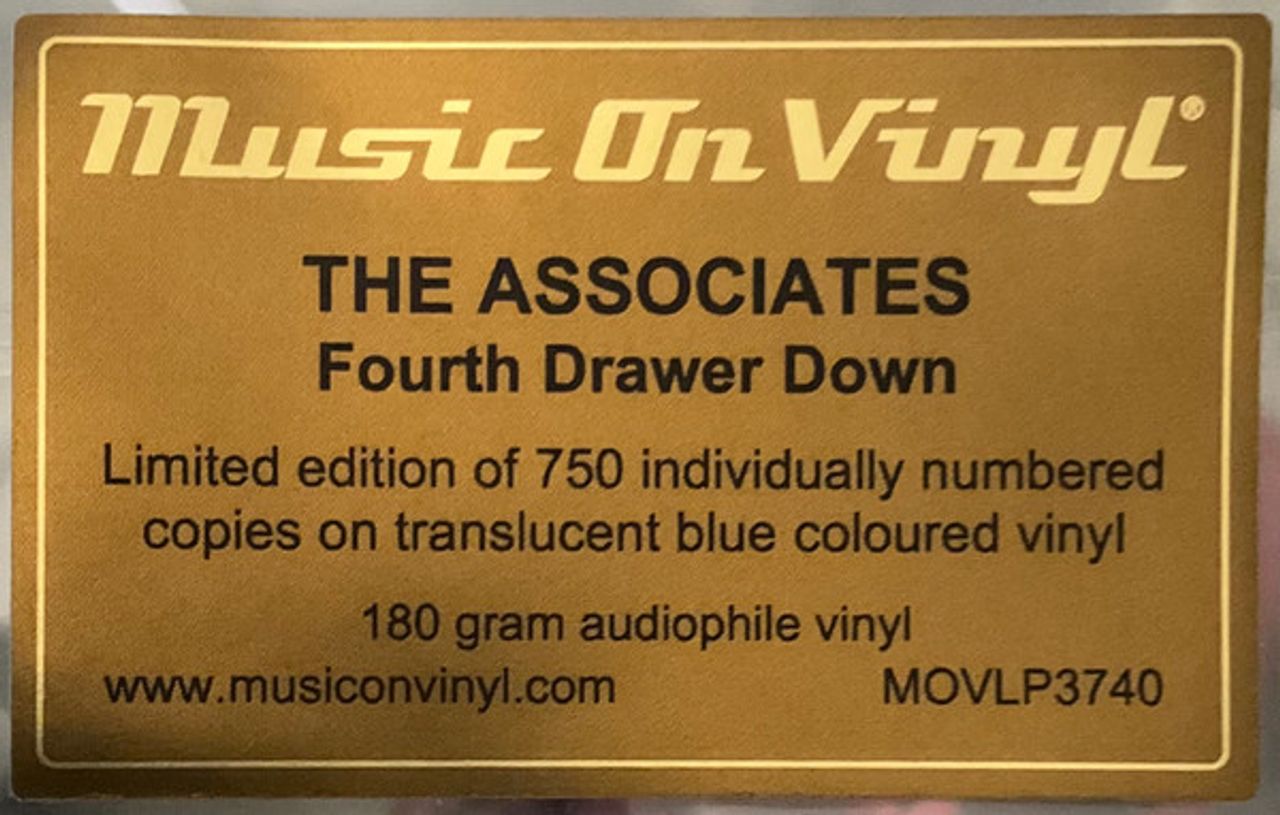 Music On Vinyl®
THE ASSOCIATES
Fourth Drawer Down
Limited edition of 750 individually numbered
copies on translucent blue coloured vinyl
180 gram audiophile vinyl
www.musiconvinyl.com MOVLP3740